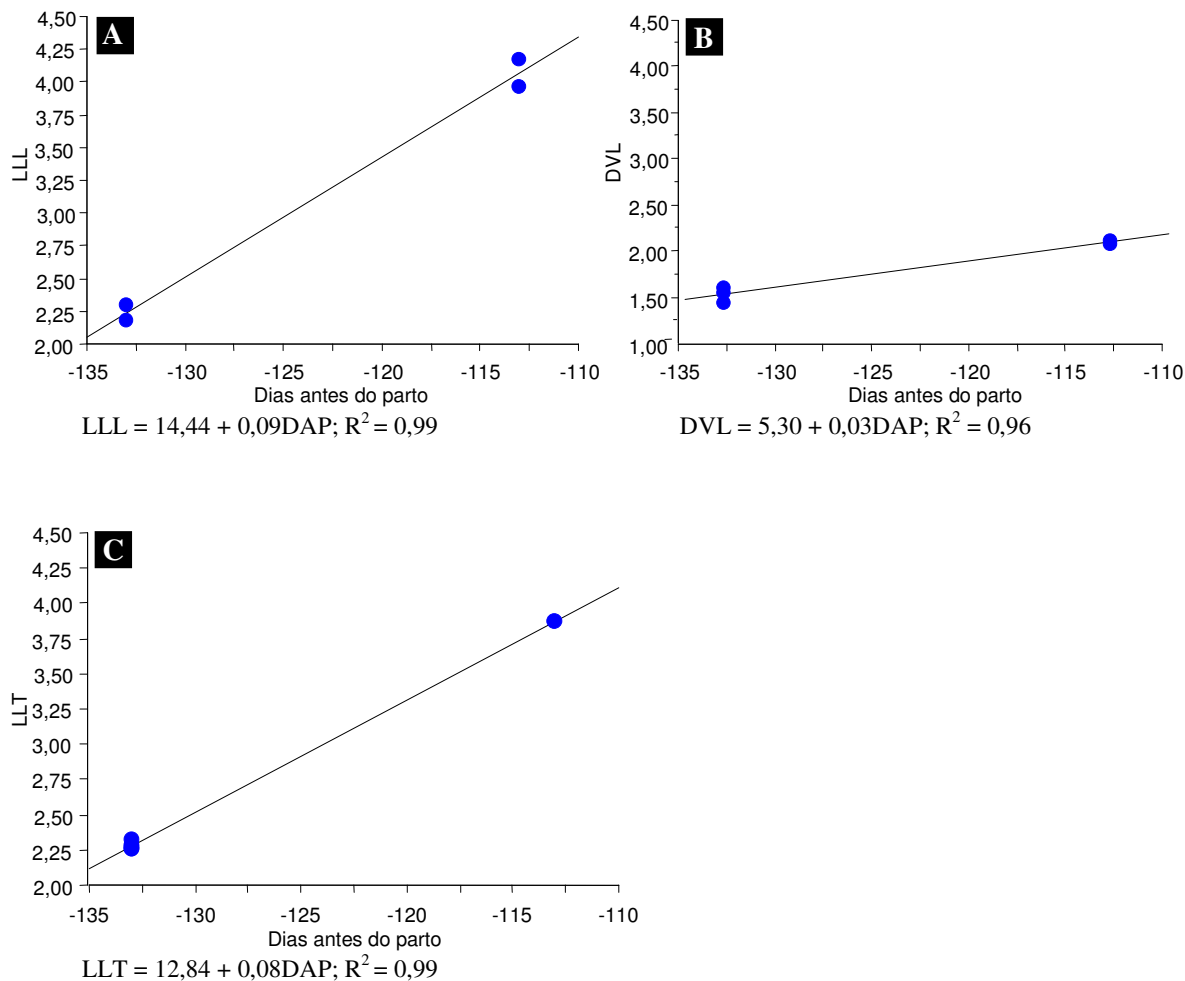 A
4,50
4,25
4,00
3,75
3,50
3,25
3,00
2,75
2,50
2,25
2,00
LLL
-135 -130 -125 -120 -115 -110
Dias antes do parto
LLL = 14,44 + 0,09DAP; R² = 0,99
B
4,50
4,00
3,50
3,00
2,50
2,00
1,50
1,00
DVL
-135 -130 -125 -120 -115 -110
Dias antes do parto
DVL = 5,30 + 0,03DAP; R² = 0,96
C
4,50
4,25
4,00
3,75
3,50
3,25
3,00
2,75
2,50
2,25
2,00
LLT
-135 -130 -125 -120 -115 -110
Dias antes do parto
LLT = 12,84 + 0,08DAP; R² = 0,99